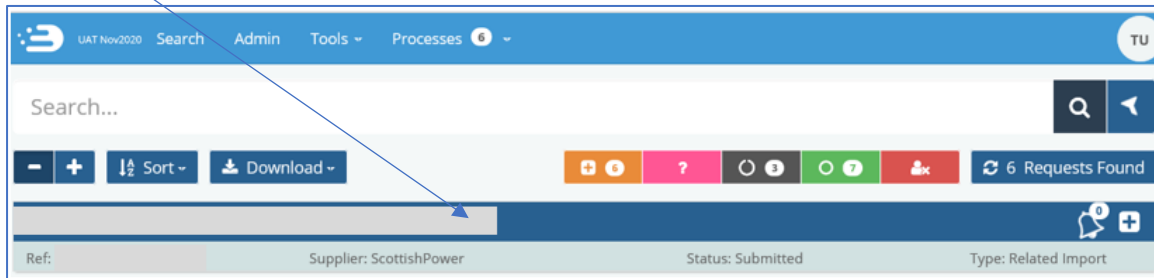 UAT Nov2020 Search Admin Tools Processes 6 TU
Search...
- + Sort Download 6 ? 3 7 6 Requests Found
0
Ref: Supplier: ScottishPower Status: Submitted Type: Related Import